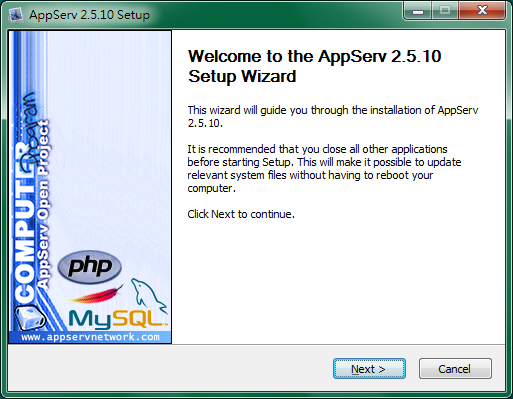 AppServ 2.5.10 Setup
Welcome to the AppServ 2.5.10
Setup Wizard
This wizard will guide you through the installation of AppServ
2.5.10.
It is recommended that you close all other applications
before starting Setup. This will make it possible to update
relevant system files without having to reboot your
computer.
Click Next to continue.
COMPUTER
Program
AppServ Open Project
php
MySQL™
www.appservnetwork.com
Next >
Cancel